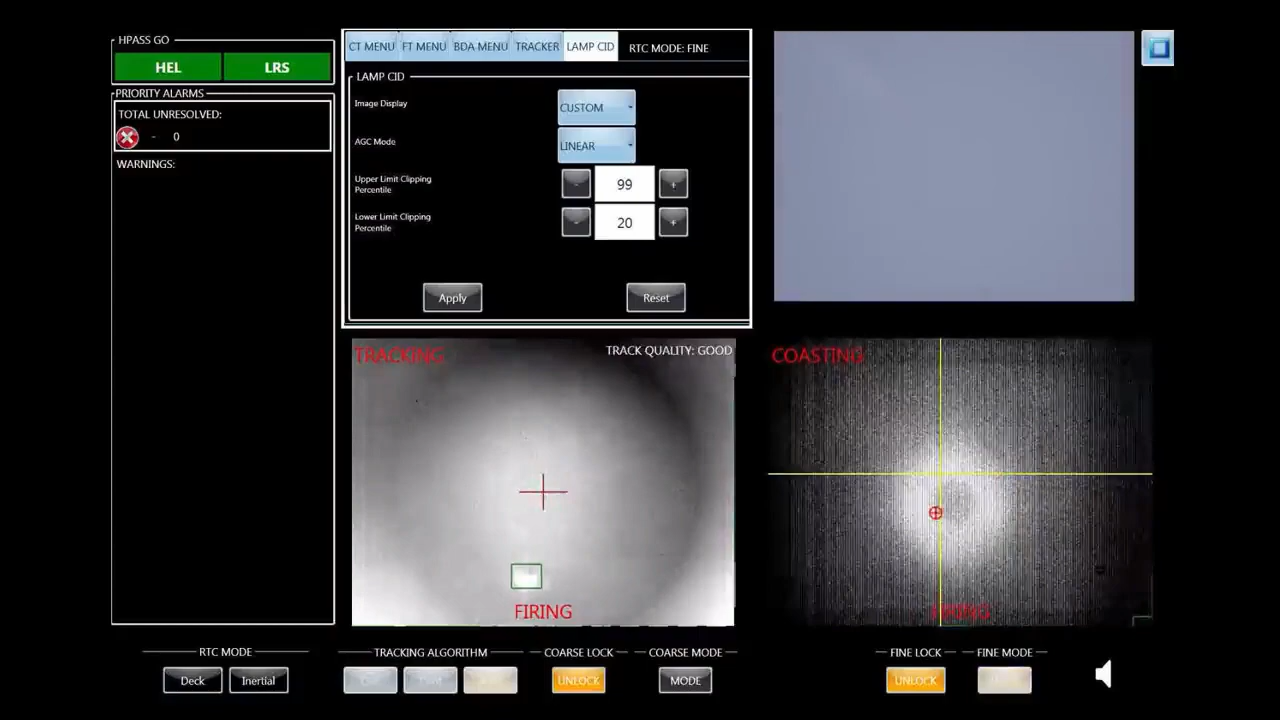 HPASS GO
HEL
LRS
PRIORITY ALARMS
TOTAL UNRESOLVED:
- 0
WARNINGS:
CT MENU
FT MENU
BDA MENU
TRACKER
LAMP CID
RTC MODE: FINE
LAMP CID
Image Display
CUSTOM
AGC Mode
LINEAR
Upper Limit Clipping
Percentile
- 99 +
Lower Limit Clipping
Percentile
- 20 +
Apply
Reset
TRACKING
TRACK QUALITY: GOOD
FIRING
COASTING
FIRING
RTC MODE
Deck
Inertial
TRACKING ALGORITHM
COARSE LOCK
UNLOCK
COARSE MODE
MODE
FINE LOCK
UNLOCK
FINE MODE